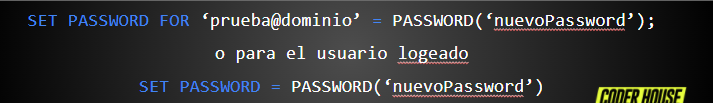 SET PASSWORD FOR ‘prueba@dominio’ = PASSWORD(‘nuevoPassword’);
o para el usuario logeado
SET PASSWORD = PASSWORD(‘nuevoPassword’)
CODER HOUSE